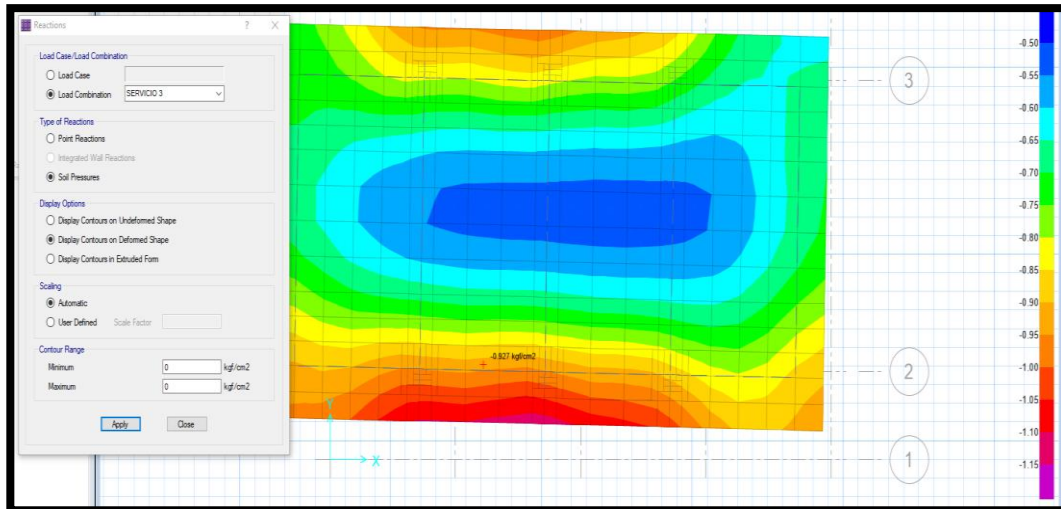 Reactions
?
X
Load Case/Load Combination
Load Case
Load Combination
SERVICIO 3
Type of Reactions
Point Reactions
Integrated Wall Reactions
Soil Pressures
Display Options
Display Contours on Undeformed Shape
Display Contours on Deformed Shape
Display Contours in Extruded Form
Scaling
Automatic
User Defined Scale Factor
Contour Range
Minimum 0 kgf/cm2
Maximum 0 kgf/cm2
Apply Close
-0.927 kgf/cm2
Y
X
3
2
1
-0.50
-0.55
-0.60
-0.65
-0.70
-0.75
-0.80
-0.85
-0.90
-0.95
-1.00
-1.05
-1.10
-1.15